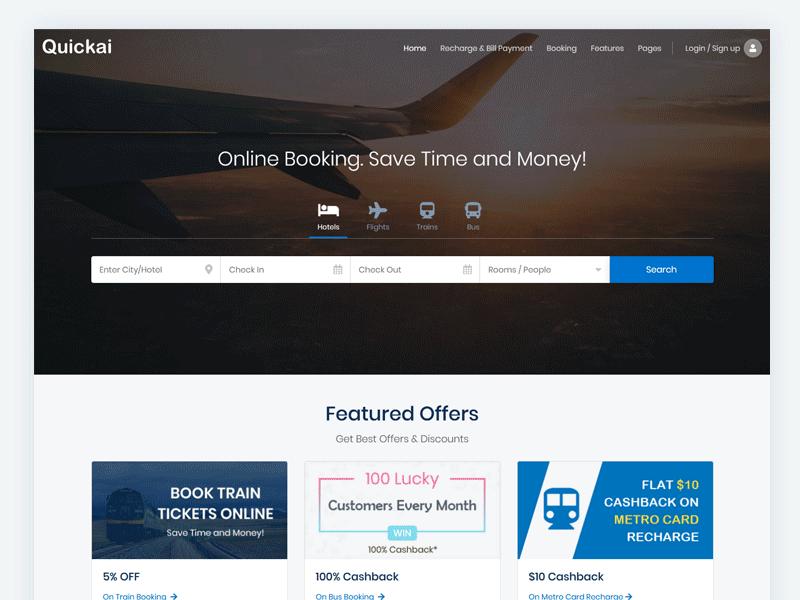 Quickai
Home
Recharge & Bill Payment
Booking
Features
Pages
Login / Sign up
Online Booking. Save Time and Money!
Hotels
Flights
Trains
Bus
Enter City/Hotel
Check In
Check Out
Rooms / People
Search
Featured Offers
Get Best Offers & Discounts
BOOK TRAIN
TICKETS ONLINE
Save Time and Money!
100 Lucky
Customers Every Month
WIN
100% Cashback*
FLAT $10
CASHBACK ON
METRO CARD
RECHARGE
5% OFF
On Train Booking
100% Cashback
On Bus Booking
$10 Cashback
On Metro Card Recharge